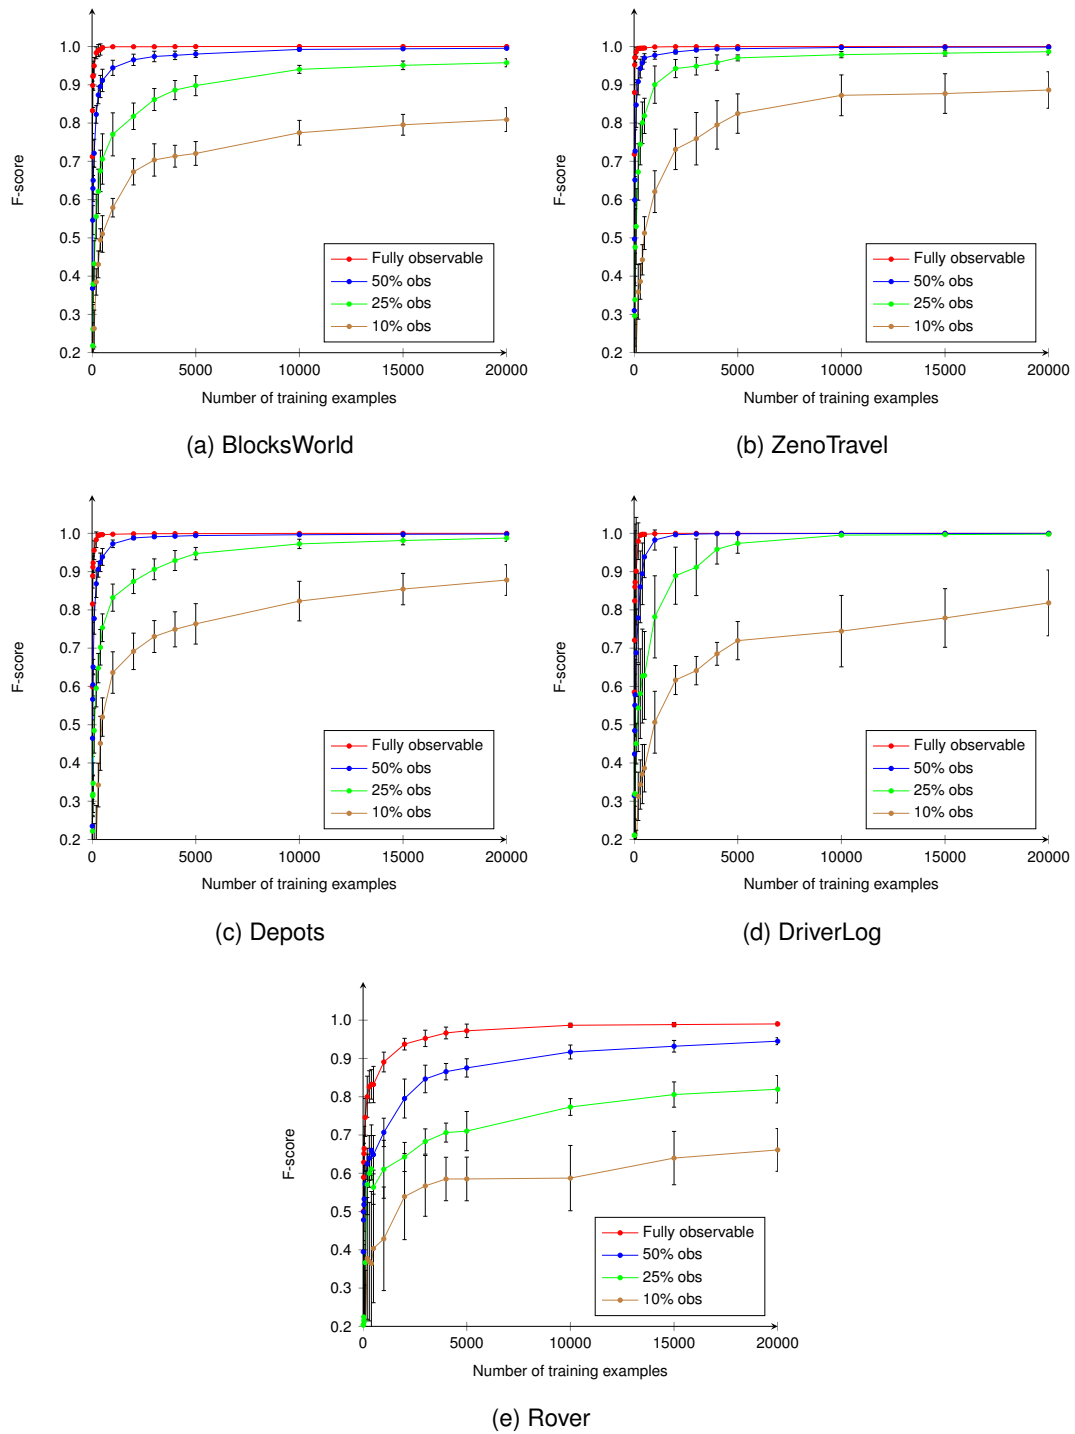 1.0
0.9
0.8
0.7
0.6
0.5
0.4
0.3
0.2
F-score
0 5000 10000 15000 20000
Number of training examples
Fully observable
50% obs
25% obs
10% obs
(a) BlocksWorld
1.0
0.9
0.8
0.7
0.6
0.5
0.4
0.3
0.2
F-score
0 5000 10000 15000 20000
Number of training examples
Fully observable
50% obs
25% obs
10% obs
(b) ZenoTravel
1.0
0.9
0.8
0.7
0.6
0.5
0.4
0.3
0.2
F-score
0 5000 10000 15000 20000
Number of training examples
Fully observable
50% obs
25% obs
10% obs
(c) Depots
1.0
0.9
0.8
0.7
0.6
0.5
0.4
0.3
0.2
F-score
0 5000 10000 15000 20000
Number of training examples
Fully observable
50% obs
25% obs
10% obs
(d) DriverLog
1.0
0.9
0.8
0.7
0.6
0.5
0.4
0.3
0.2
F-score
0 5000 10000 15000 20000
Number of training examples
Fully observable
50% obs
25% obs
10% obs
(e) Rover